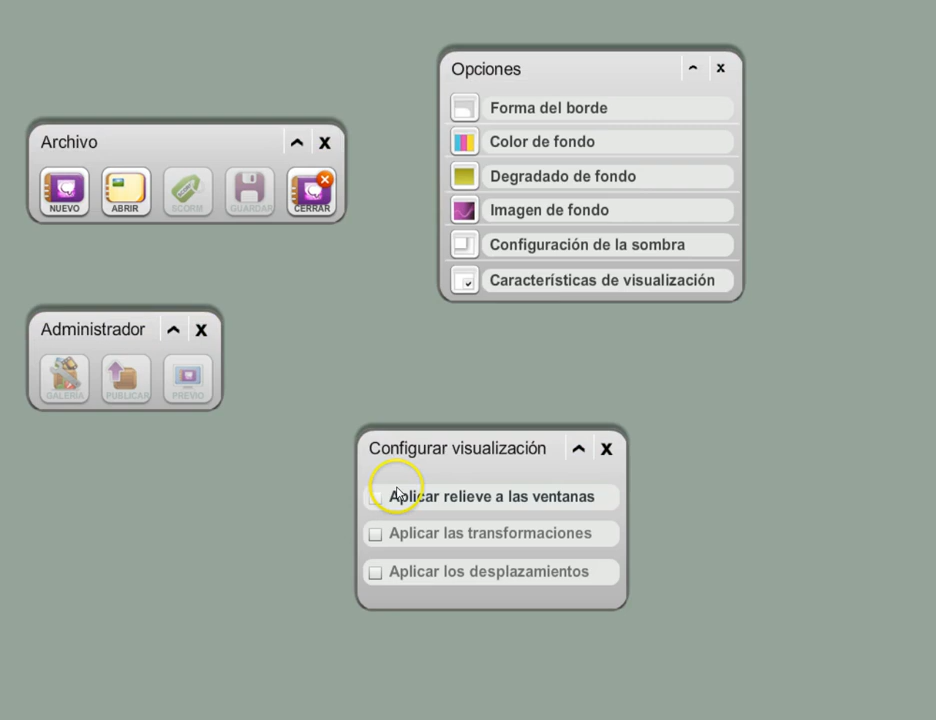 Archivo
NUEVO
ABRIR
SCORM
GUARDAR
CERRAR
Opciones
Forma del borde
Color de fondo
Degradado de fondo
Imagen de fondo
Configuración de la sombra
Características de visualización
Administrador
GALERÍA
PUBLICAR
PREVIO
Configurar visualización
Aplicar relieve a las ventanas
Aplicar las transformaciones
Aplicar los desplazamientos